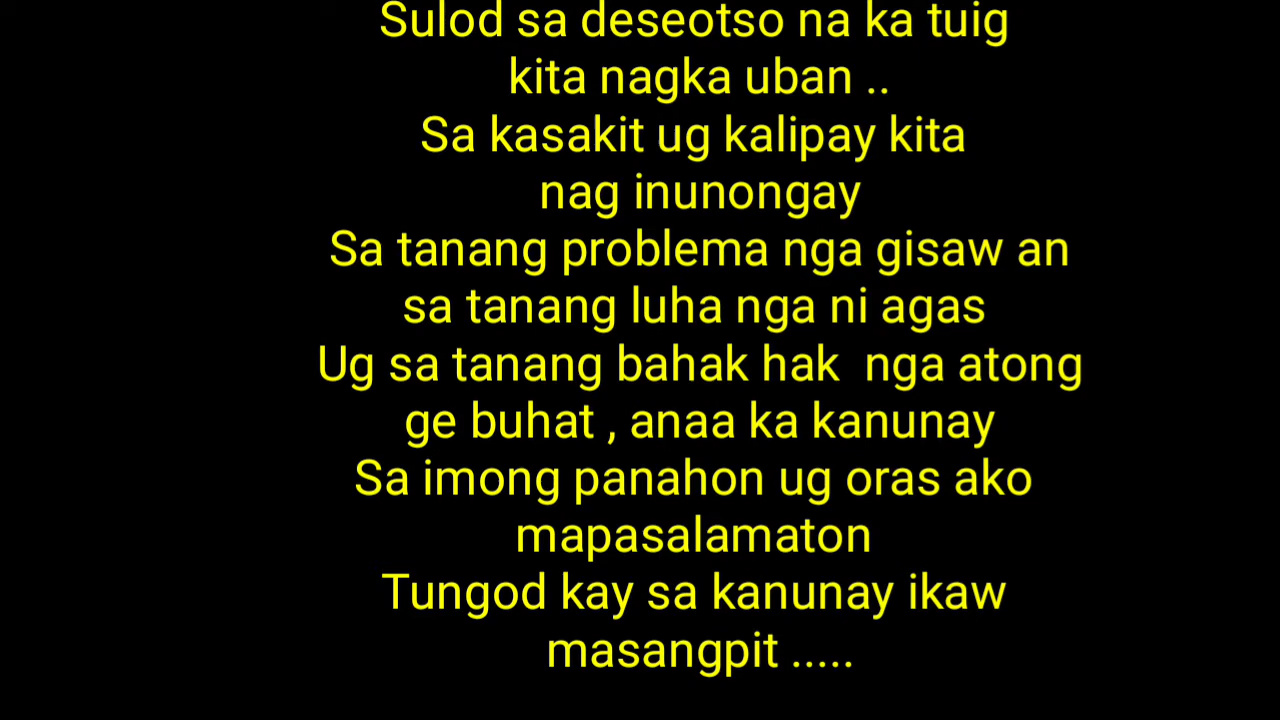 Sulod sa deseotso na ka tuig
kita nagka uban ..
Sa kasakit ug kalipay kita
nag inunongay
Sa tanang problema nga gisaw an
sa tanang luha nga ni agas
Ug sa tanang bahak hak  nga atong
ge buhat , anaa ka kanunay
Sa imong panahon ug oras ako
mapasalamaton
Tungod kay sa kanunay ikaw
masangpit .....